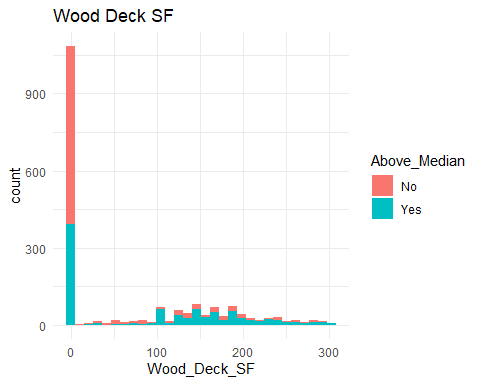 Wood Deck SF
count
900
600
300
0
0
100
200
300
Wood_Deck_SF
Above_Median
No
Yes